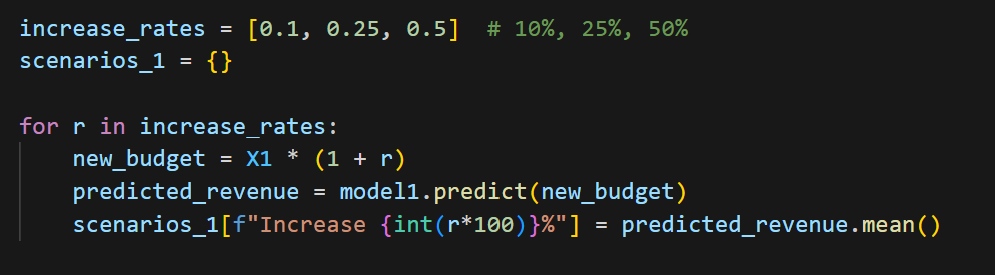 increase_rates = [0.1, 0.25, 0.5]  # 10%, 25%, 50%
scenarios_1 = {}
for r in increase_rates:
    new_budget = X1 * (1 + r)
    predicted_revenue = model1.predict(new_budget)
    scenarios_1[f"Increase {int(r*100)}%"] = predicted_revenue.mean()